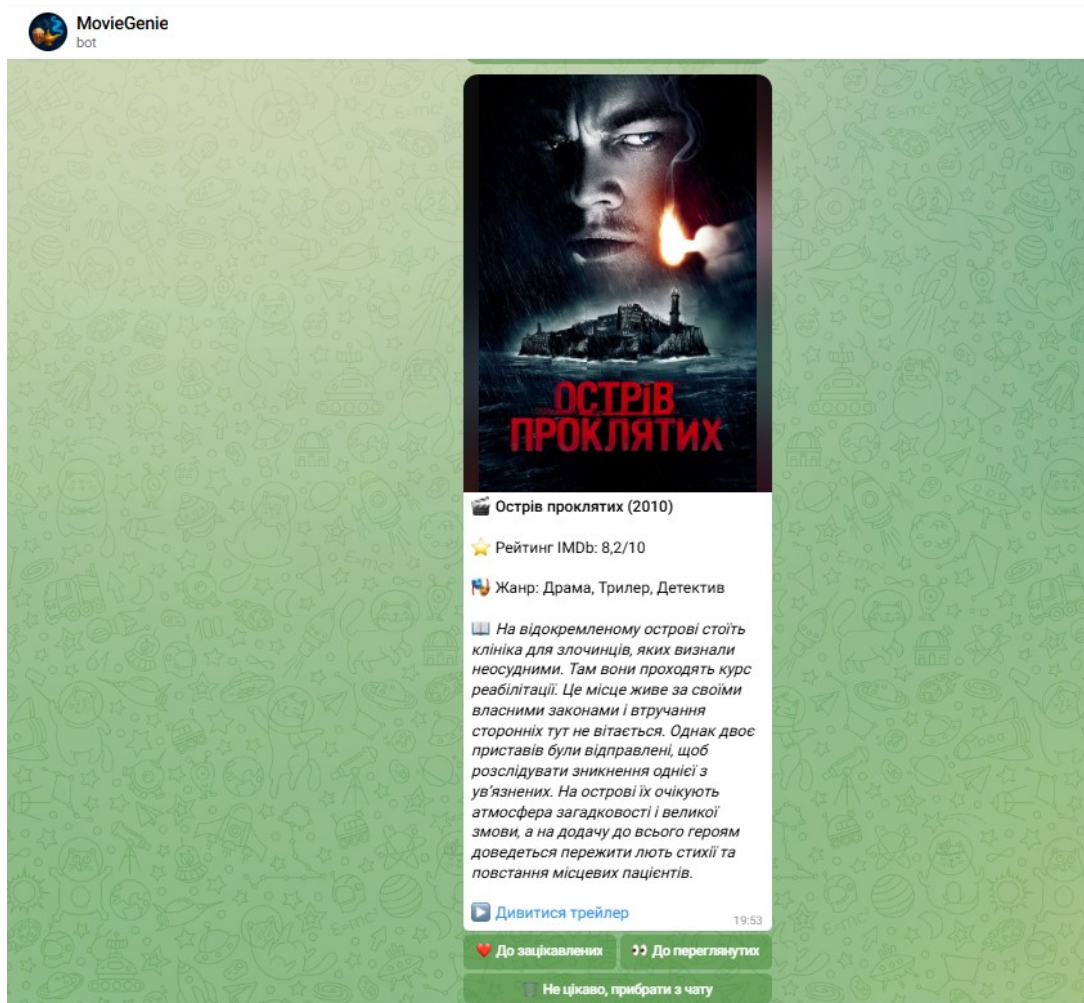 MovieGenie
bot
ОСТРІВ
ПРОКЛЯТИХ
🎬 Острів проклятих (2010)
⭐ Рейтинг IMDb: 8,2/10
🎭 Жанр: Драма, Трилер, Детектив
📖 На відокремленому острові стоїть
клініка для злочинців, яких визнали
неосудними. Там вони проходять курс
реабілітації. Це місце живе за своїми
власними законами і втручання
сторонніх тут не вітається. Однак двоє
приставів були відправлені, щоб
розслідувати зникнення однієї з
ув'язнених. На острові їх очікують
атмосфера загадковості і великої
змови, а на додачу до всього героям
доведеться пережити лють стихії та
повстання місцевих пацієнтів.
▶️ Дивитися трейлер
19:53
❤️ До зацікавлених
👀 До переглянутих
🗑 Не цікаво, прибрати з чату